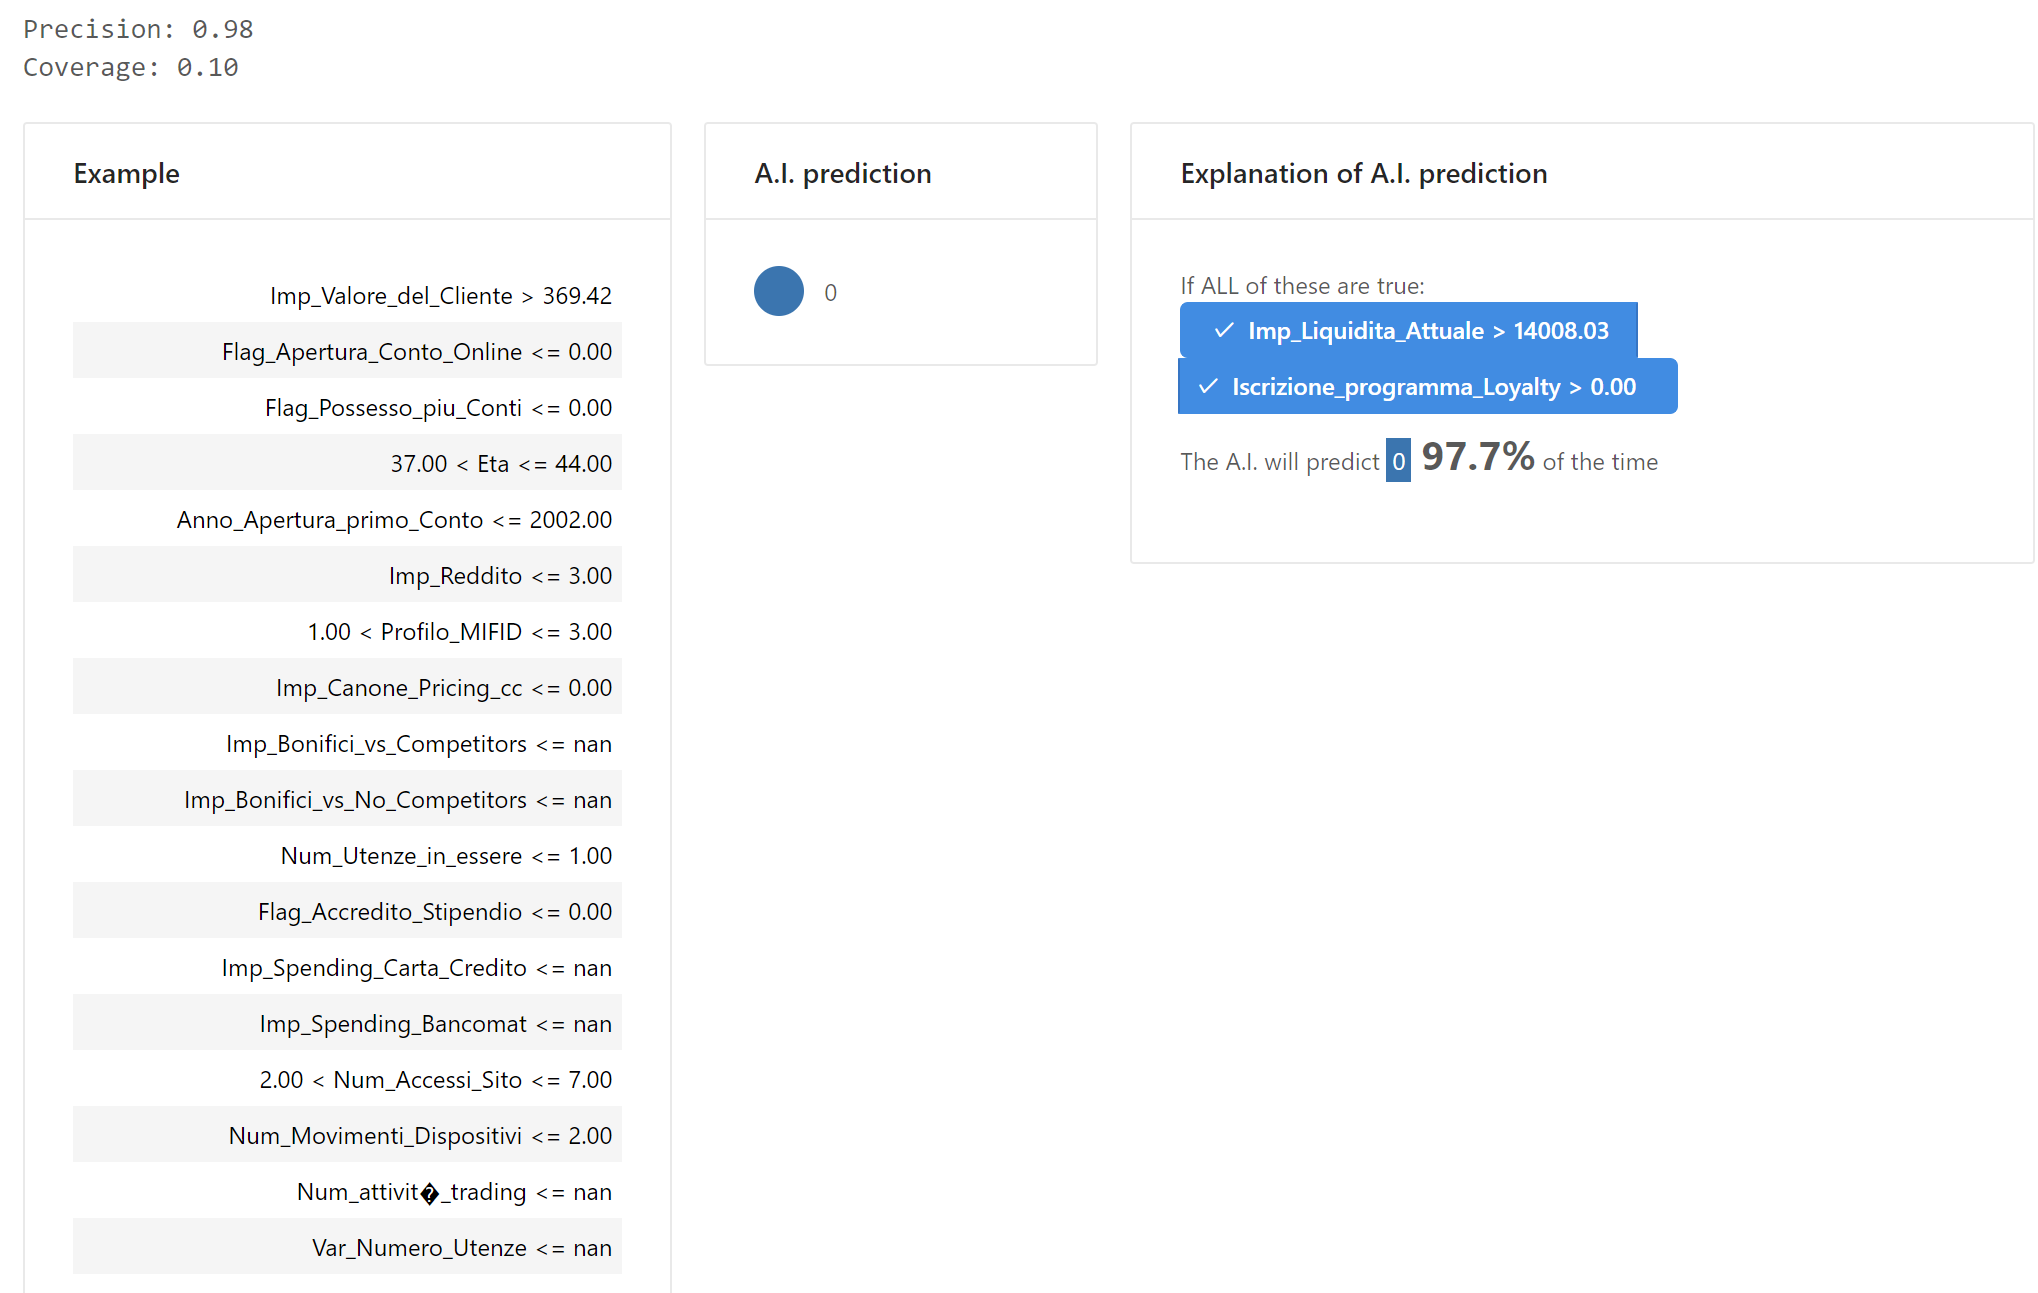 Precision: 0.98
Coverage: 0.10
Example
Imp_Valore_del_Cliente > 369.42
Flag_Apertura_Conto_Online <= 0.00
Flag_Possesso_piu_Conti <= 0.00
37.00 < Eta <= 44.00
Anno_Apertura_primo_Conto <= 2002.00
Imp_Reddito <= 3.00
1.00 < Profilo_MIFID <= 3.00
Imp_Canone_Pricing_cc <= 0.00
Imp_Bonifici_vs_Competitors <= nan
Imp_Bonifici_vs_No_Competitors <= nan
Num_Utenze_in_essere <= 1.00
Flag_Accredito_Stipendio <= 0.00
Imp_Spending_Carta_Credito <= nan
Imp_Spending_Bancomat <= nan
2.00 < Num_Accessi_Sito <= 7.00
Num_Movimenti_Dispositivi <= 2.00
Num_attivit�_trading <= nan
Var_Numero_Utenze <= nan
A.I. prediction
0
Explanation of A.I. prediction
If ALL of these are true:
✓ Imp_Liquidita_Attuale > 14008.03
✓ Iscrizione_programma_Loyalty > 0.00
The A.I. will predict 0 97.7% of the time